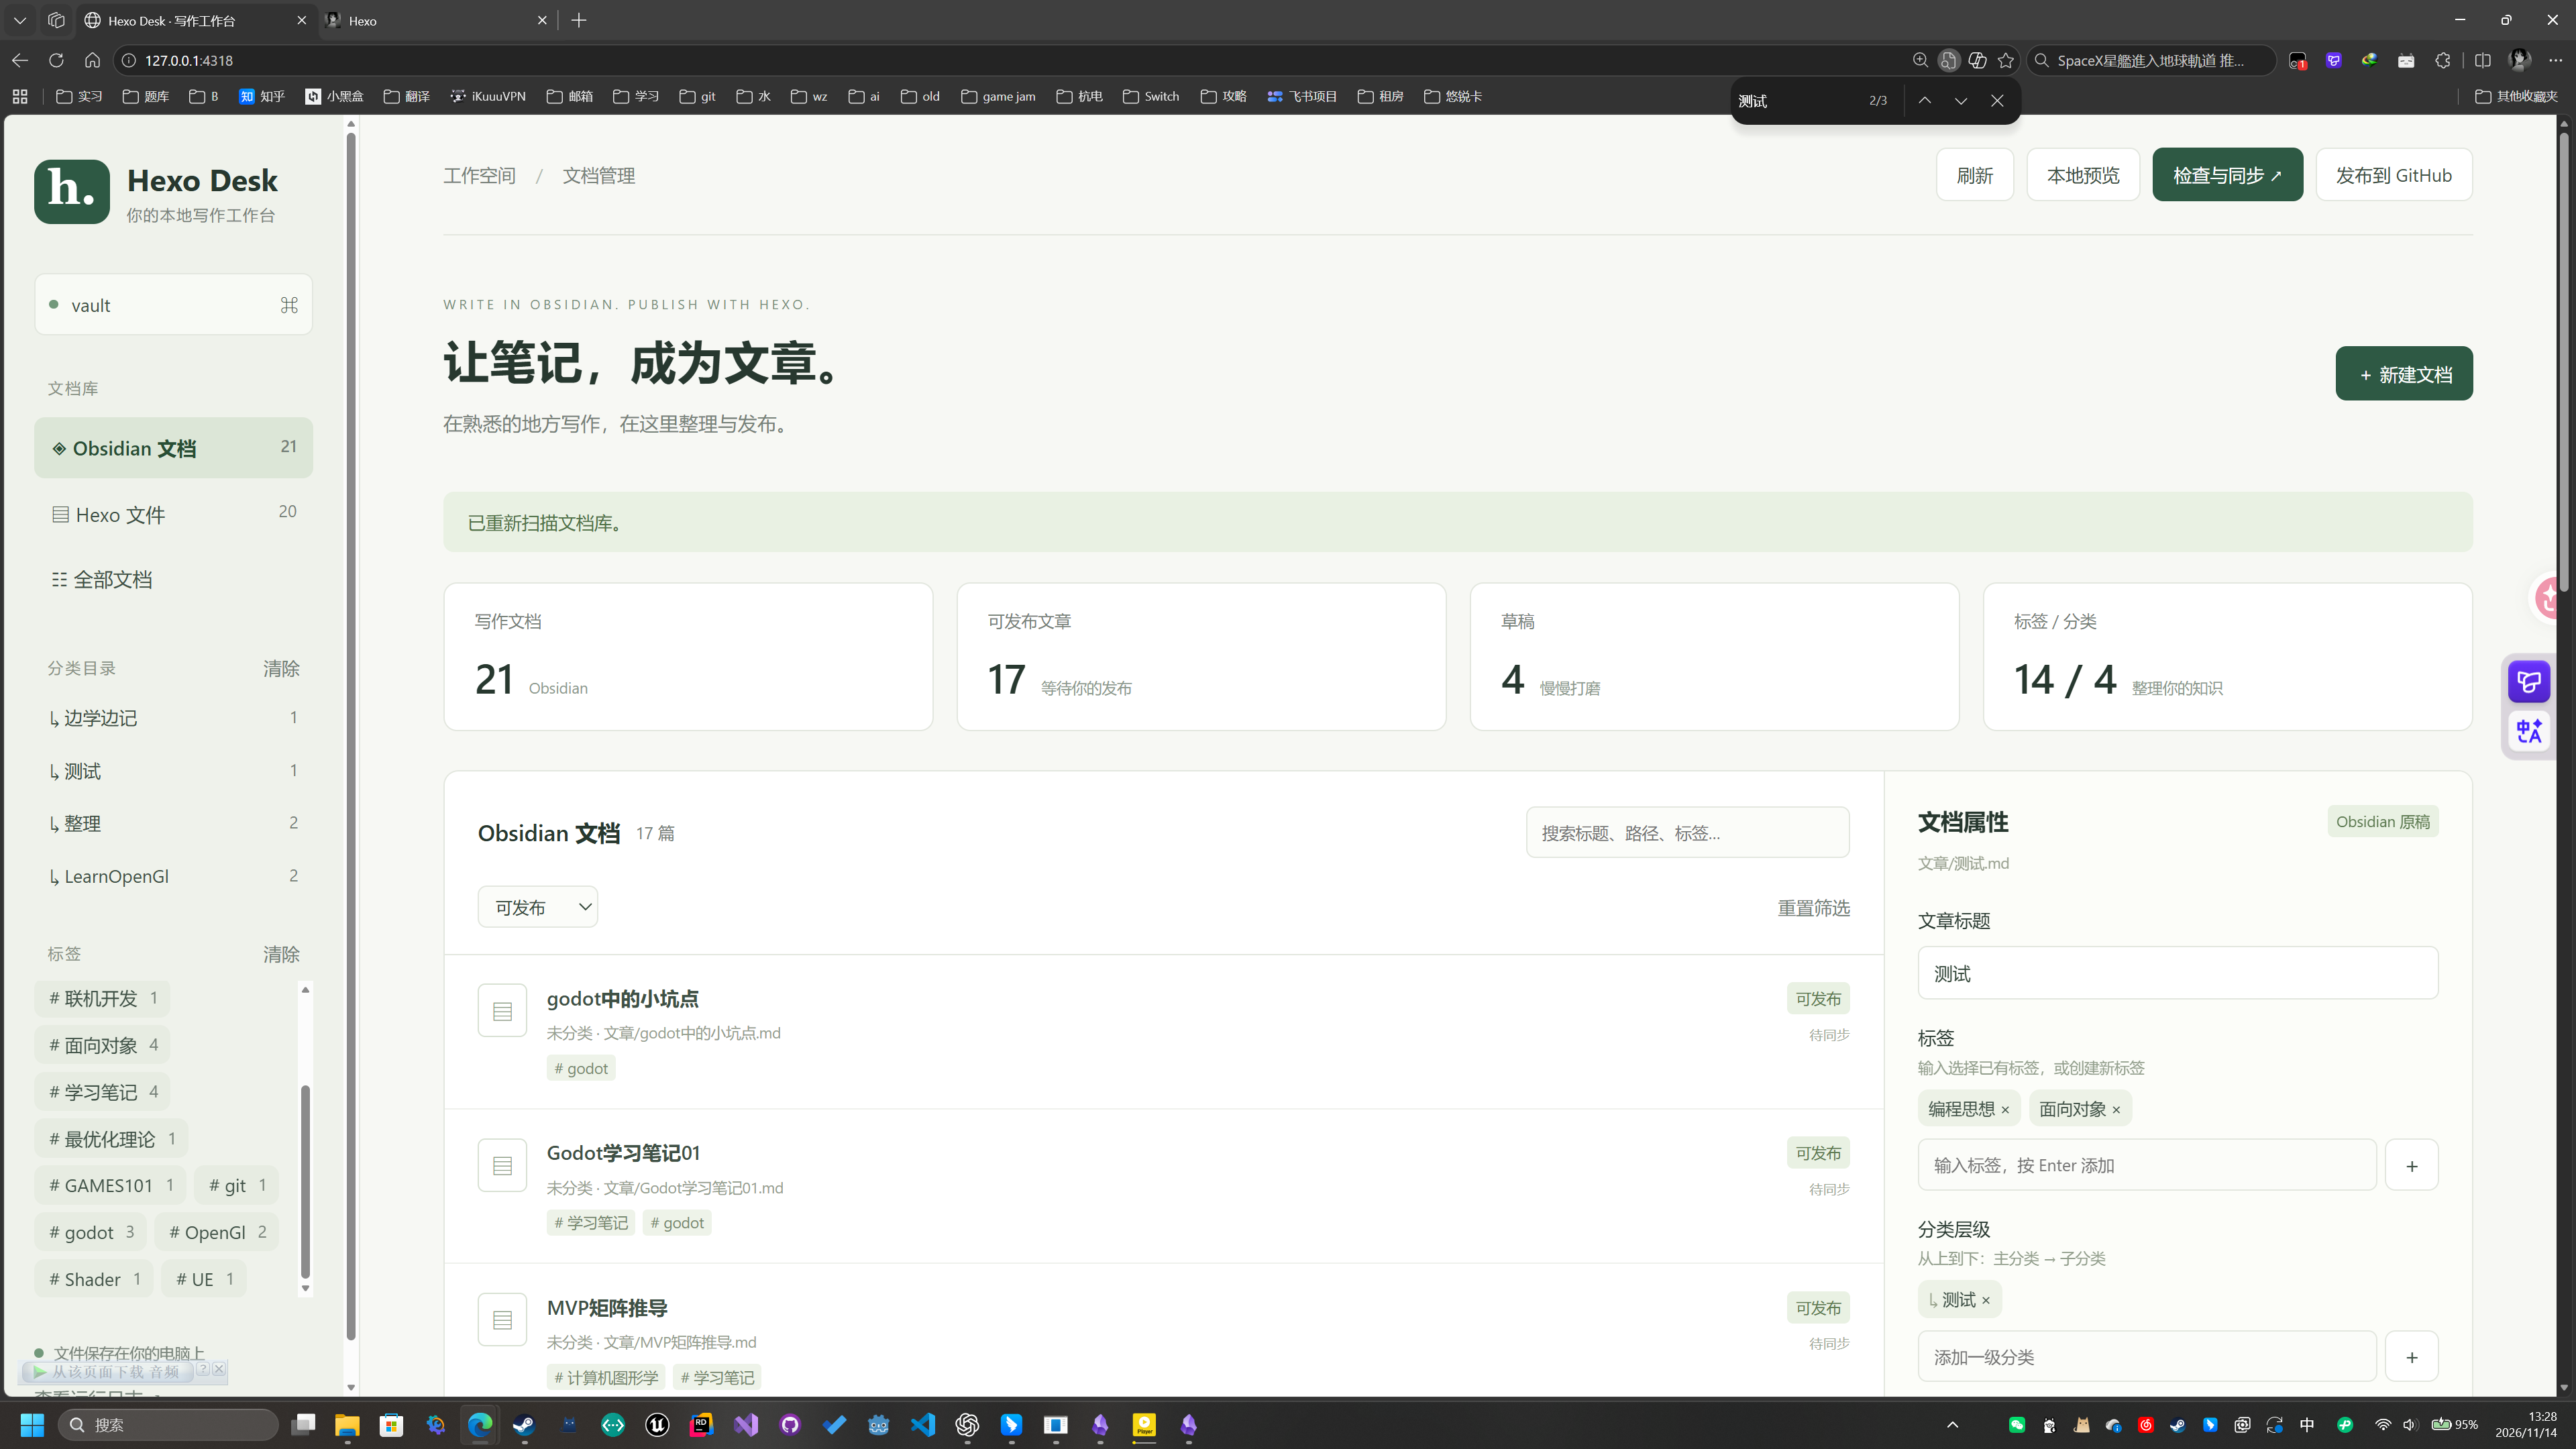 Hexo Desk · 写作工作台
Hexo
127.0.0.1:4318
SpaceX星艦進入地球軌道 推...
1
实习
题库
B
知乎
小黑盒
翻译
iKuuuVPN
邮箱
学习
git
水
wz
ai
old
game jam
杭电
Switch
攻略
飞书项目
租房
悠锐卡
其他收藏夹
测试
2/3
h.
Hexo Desk
你的本地写作工作台
vault
文档库
Obsidian 文档 21
Hexo 文件 20
全部文档
分类目录 清除
边学边记 1
测试 1
整理 2
LearnOpenGl 2
标签 清除
# 联机开发 1
# 面向对象 4
# 学习笔记 4
# 最优化理论 1
# GAMES101 1
# git 1
# godot 3
# OpenGl 2
# Shader 1
# UE 1
文件保存在你的电脑上
从该页面下载 音频
工作空间 / 文档管理
刷新
本地预览
检查与同步 ↗
发布到 GitHub
WRITE IN OBSIDIAN. PUBLISH WITH HEXO.
让笔记，成为文章。
在熟悉的地方写作，在这里整理与发布。
+ 新建文档
已重新扫描文档库。
写作文档
21 Obsidian
可发布文章
17 等待你的发布
草稿
4 慢慢打磨
标签 / 分类
14 / 4 整理你的知识
Obsidian 文档 17 篇
搜索标题、路径、标签...
可发布
重置筛选
godot中的小坑点
未分类 · 文章/godot中的小坑点.md
# godot
可发布
待同步
Godot学习笔记01
未分类 · 文章/Godot学习笔记01.md
# 学习笔记 # godot
可发布
待同步
MVP矩阵推导
未分类 · 文章/MVP矩阵推导.md
# 计算机图形学 # 学习笔记
可发布
待同步
文档属性
Obsidian 原稿
文章/测试.md
文章标题
测试
标签
输入选择已有标签，或创建新标签
编程思想 × 面向对象 ×
输入标签，按 Enter 添加
+
分类层级
从上到下：主分类 → 子分类
↳ 测试 ×
添加一级分类
+
搜索
中
95%
13:28
2026/11/14